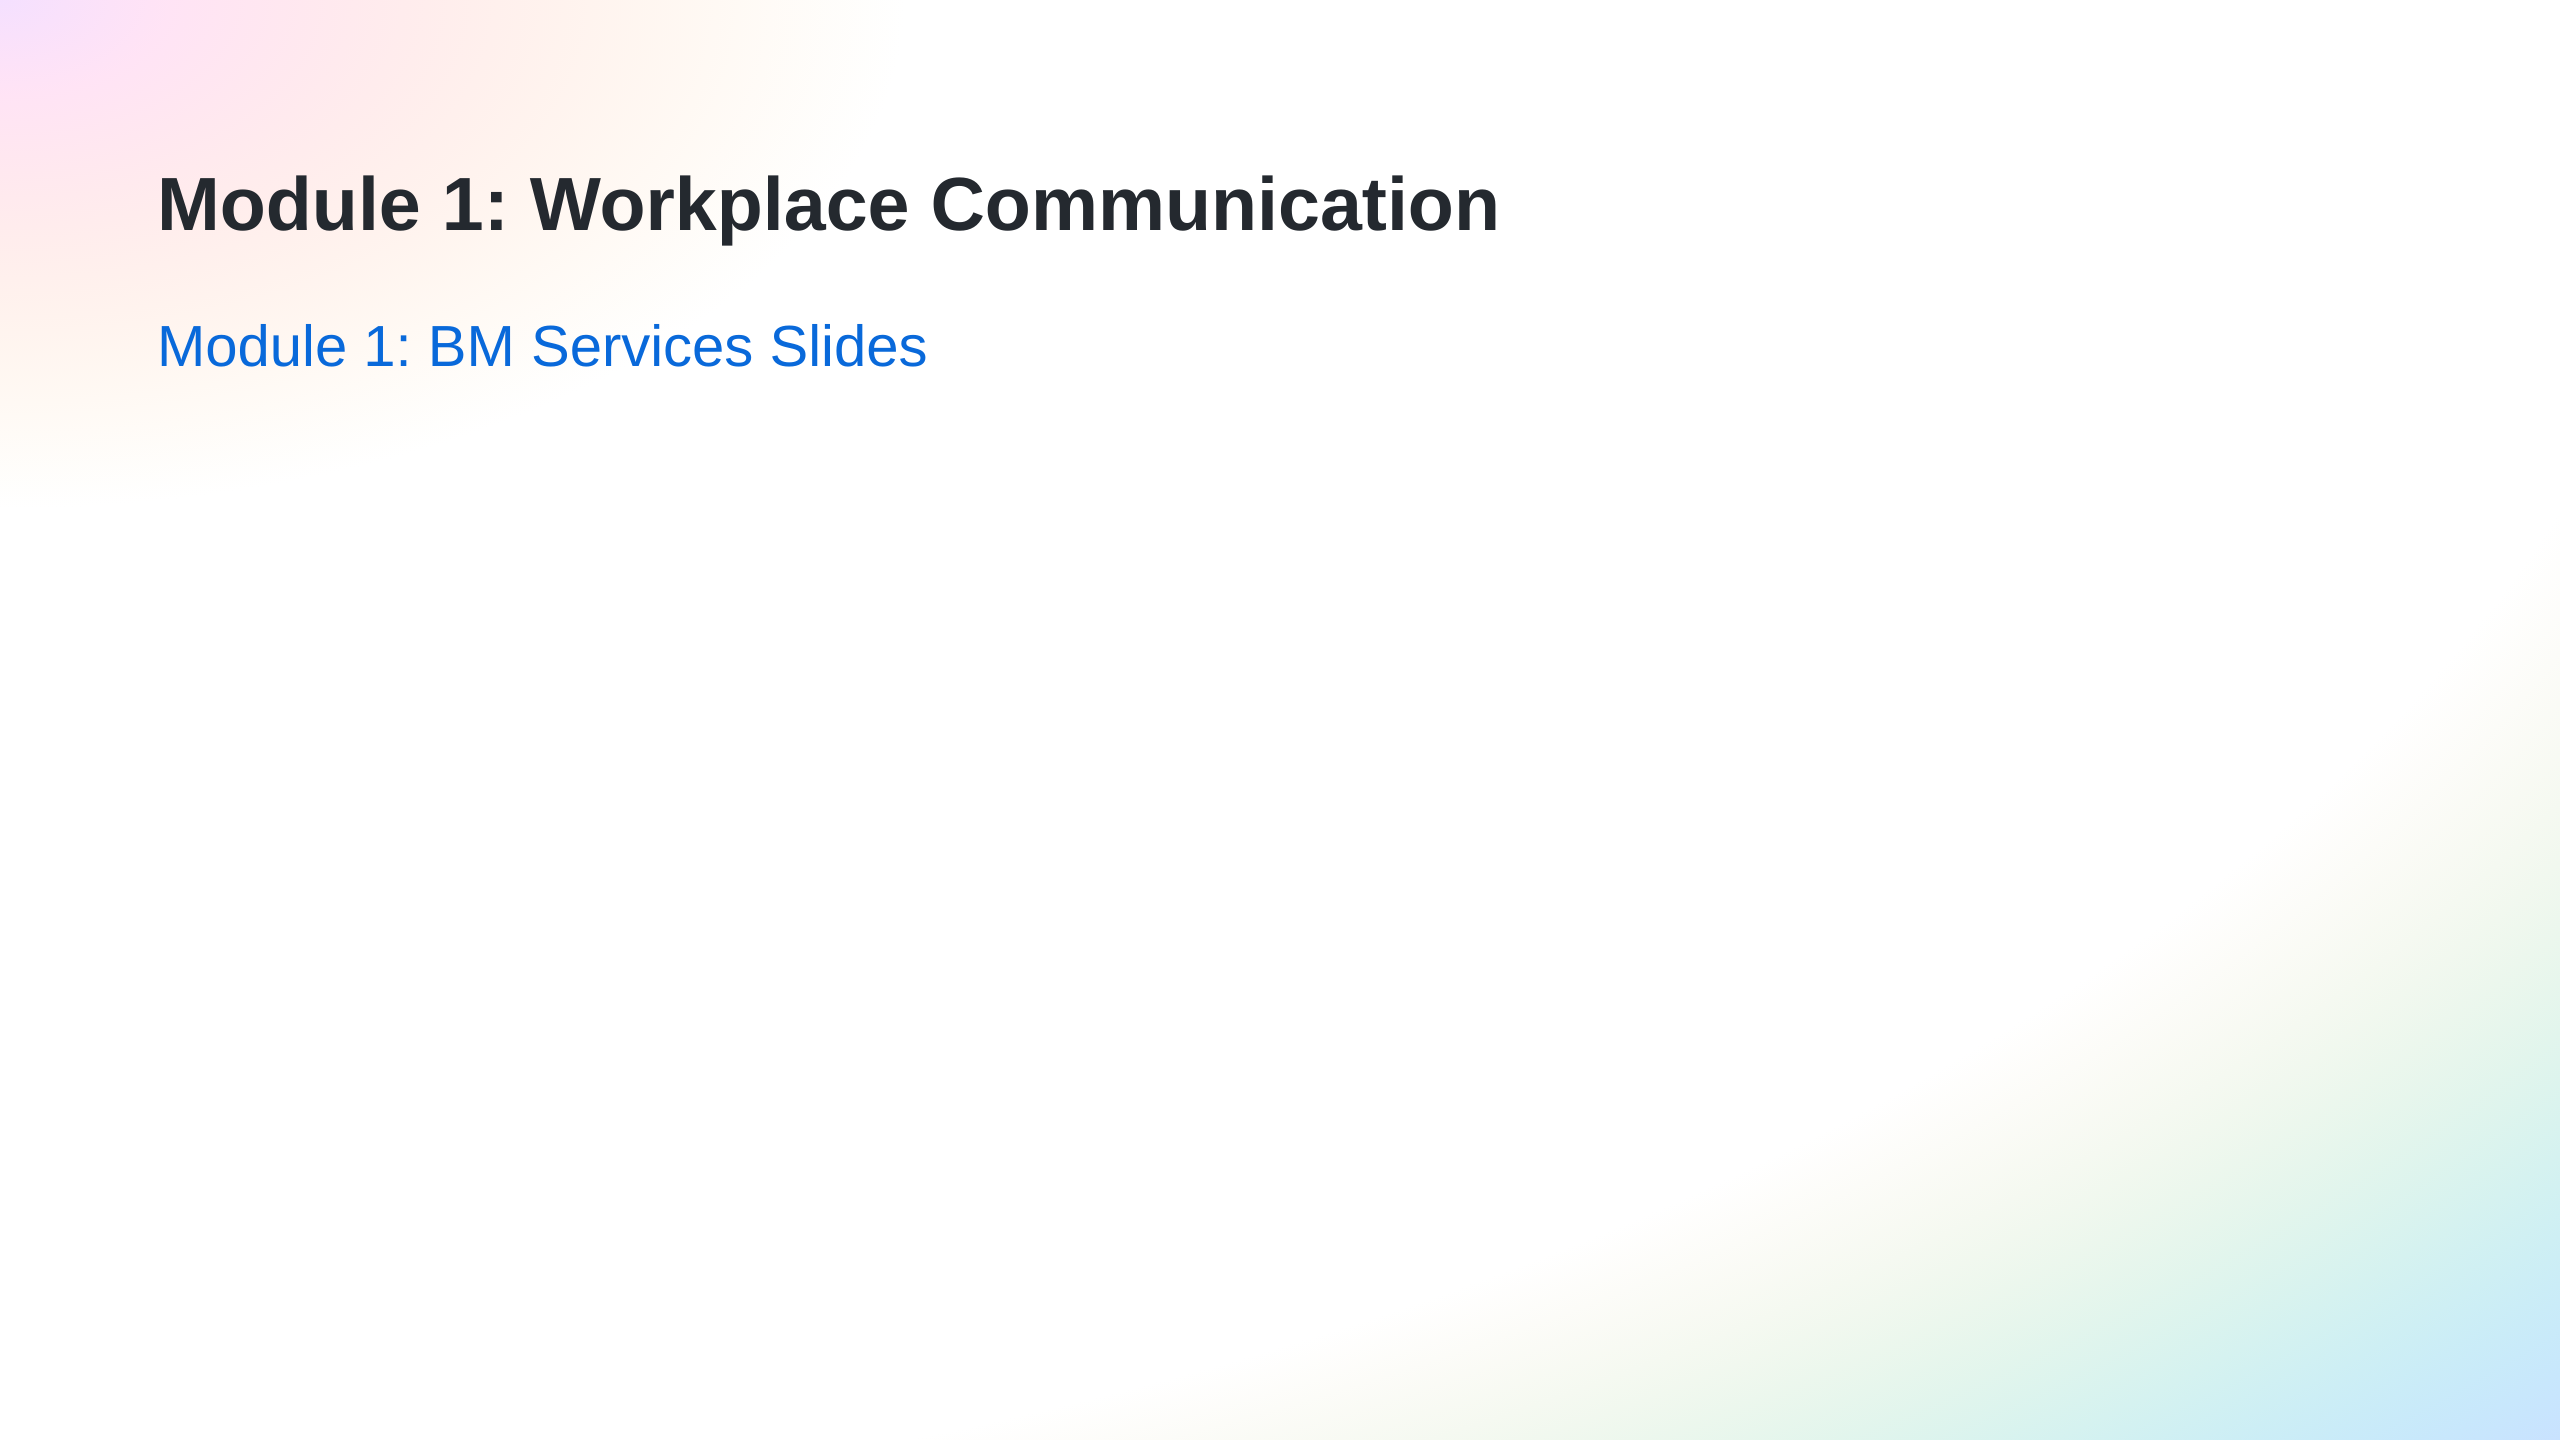 Module 1: Workplace Communication
Module 1: BM Services Slides